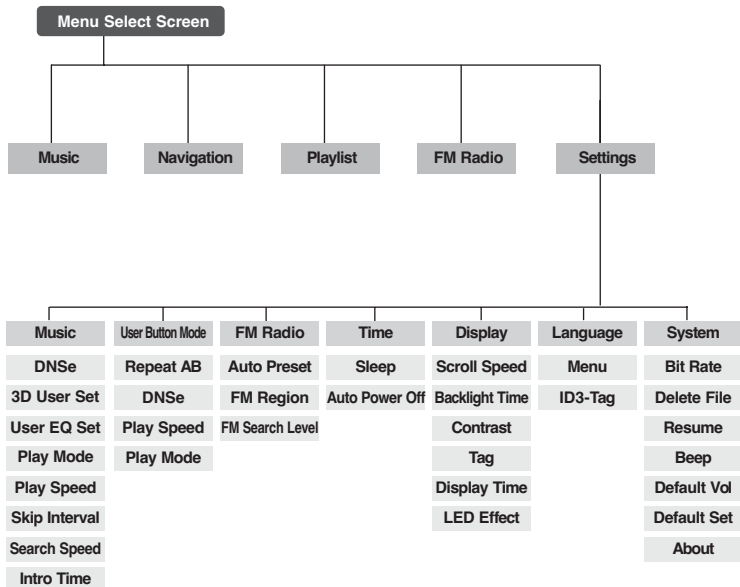 Menu Select Screen
Music Navigation Playlist FM Radio Settings
Music User Button Mode FM Radio Time Display Language System
DNSe Repeat AB Auto Preset Sleep Scroll Speed Menu Bit Rate
3D User Set DNSe FM Region Auto Power Off Backlight Time ID3-Tag Delete File
User EQ Set Play Speed FM Search Level Contrast Resume
Play Mode Play Mode Tag Beep
Play Speed Display Time Default Vol
Skip Interval LED Effect Default Set
Search Speed About
Intro Time